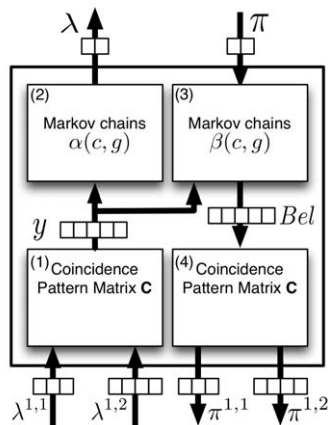 λ
π
(2)
Markov chains
α(c, g)
(3)
Markov chains
β(c, g)
y
Bel
(1) Coincidence
Pattern Matrix C
(4) Coincidence
Pattern Matrix C
λ^{1,1}
λ^{1,2}
π^{1,1}
π^{1,2}